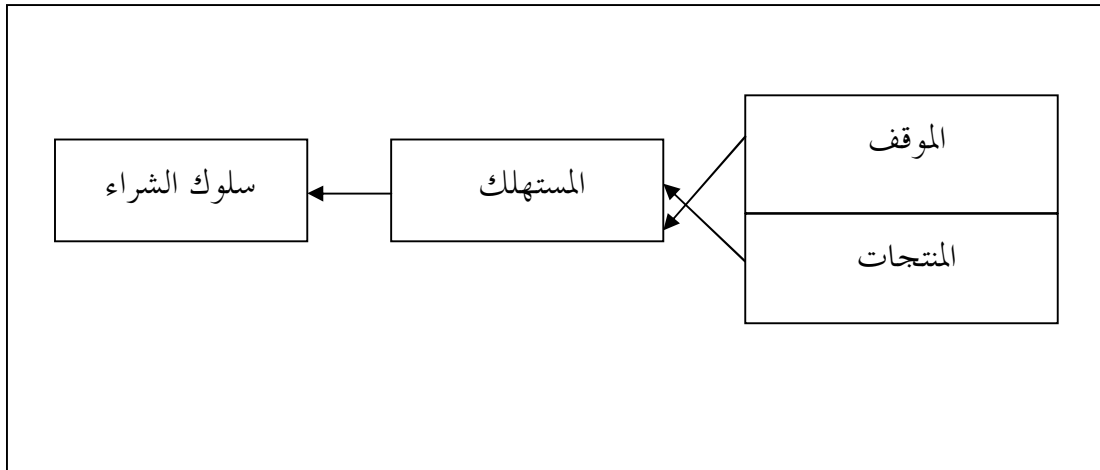 الموقف
المنتجات
المستهلك
سلوك الشراء